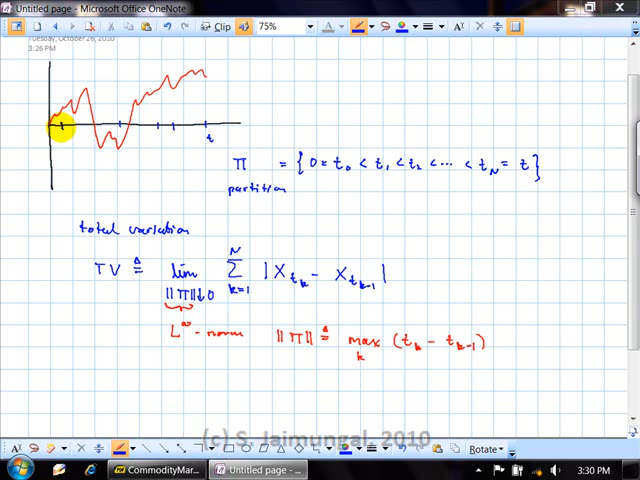 Untitled page - Microsoft Office OneNote
75%
Clip
Tuesday, October 26, 2010
3:26 PM
t
Π = { 0 = t₀ < t₁ < t₂ < ⋯ < t_N = t }
partition
total variation
TV ≜ lim ‖Π‖↓0 Σ k=1 N | X_{t_k} - X_{t_{k-1}} |
L^∞ - norm ‖Π‖ ≜ max k (t_k - t_{k-1})
(c) S. Jaimungal, 2010
Rotate
CommodityMar...
Untitled page - ...
3:30 PM